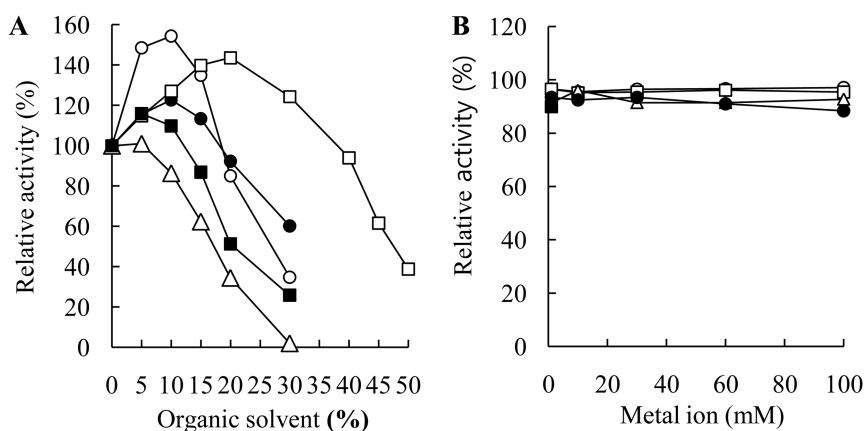 A
Relative activity (%)
160
140
120
100
80
60
40
20
0
0 5 10 15 20 25 30 35 40 45 50
Organic solvent (%)
B
Relative activity (%)
120
100
80
60
40
20
0
0 20 40 60 80 100
Metal ion (mM)